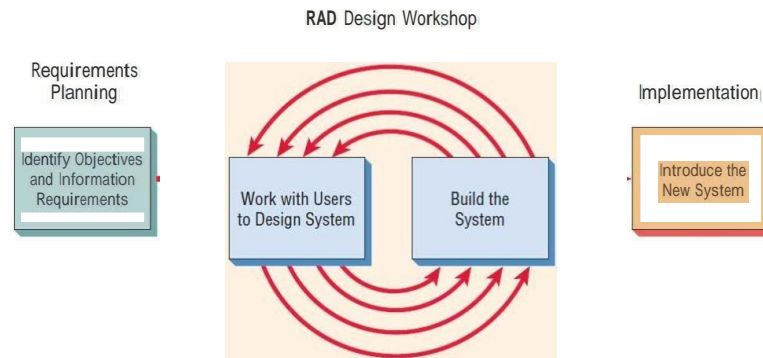 RAD Design Workshop
Requirements
Planning
Identify Objectives
and Information
Requirements
Work with Users
to Design System
Build the
System
Implementation
Introduce the
New System